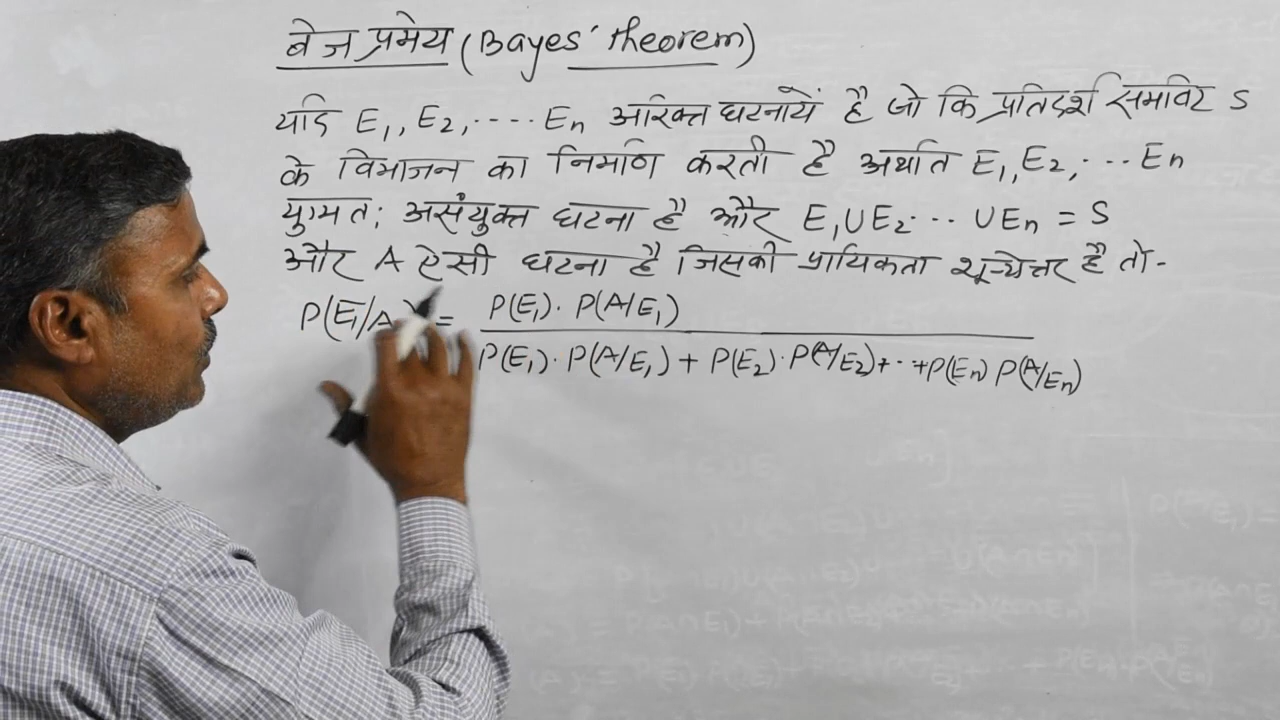 बेज प्रमेय (Bayes' theorem)
यदि E₁, E₂, .... Eₙ अरिक्त घटनायें है जो कि प्रतिदर्श समष्टि S
के विभाजन का निर्माण करती है अर्थात E₁, E₂, ... Eₙ
युग्मत: असंयुक्त घटना है और E₁ ∪ E₂ ... ∪ Eₙ = S
और A ऐसी घटना है जिसकी प्रायिकता शून्येत्तर है तो -
P(E₁/A) = P(E₁). P(A/E₁)
P(E₁). P(A/E₁) + P(E₂). P(A/E₂) + .. + P(Eₙ) P(A/Eₙ)